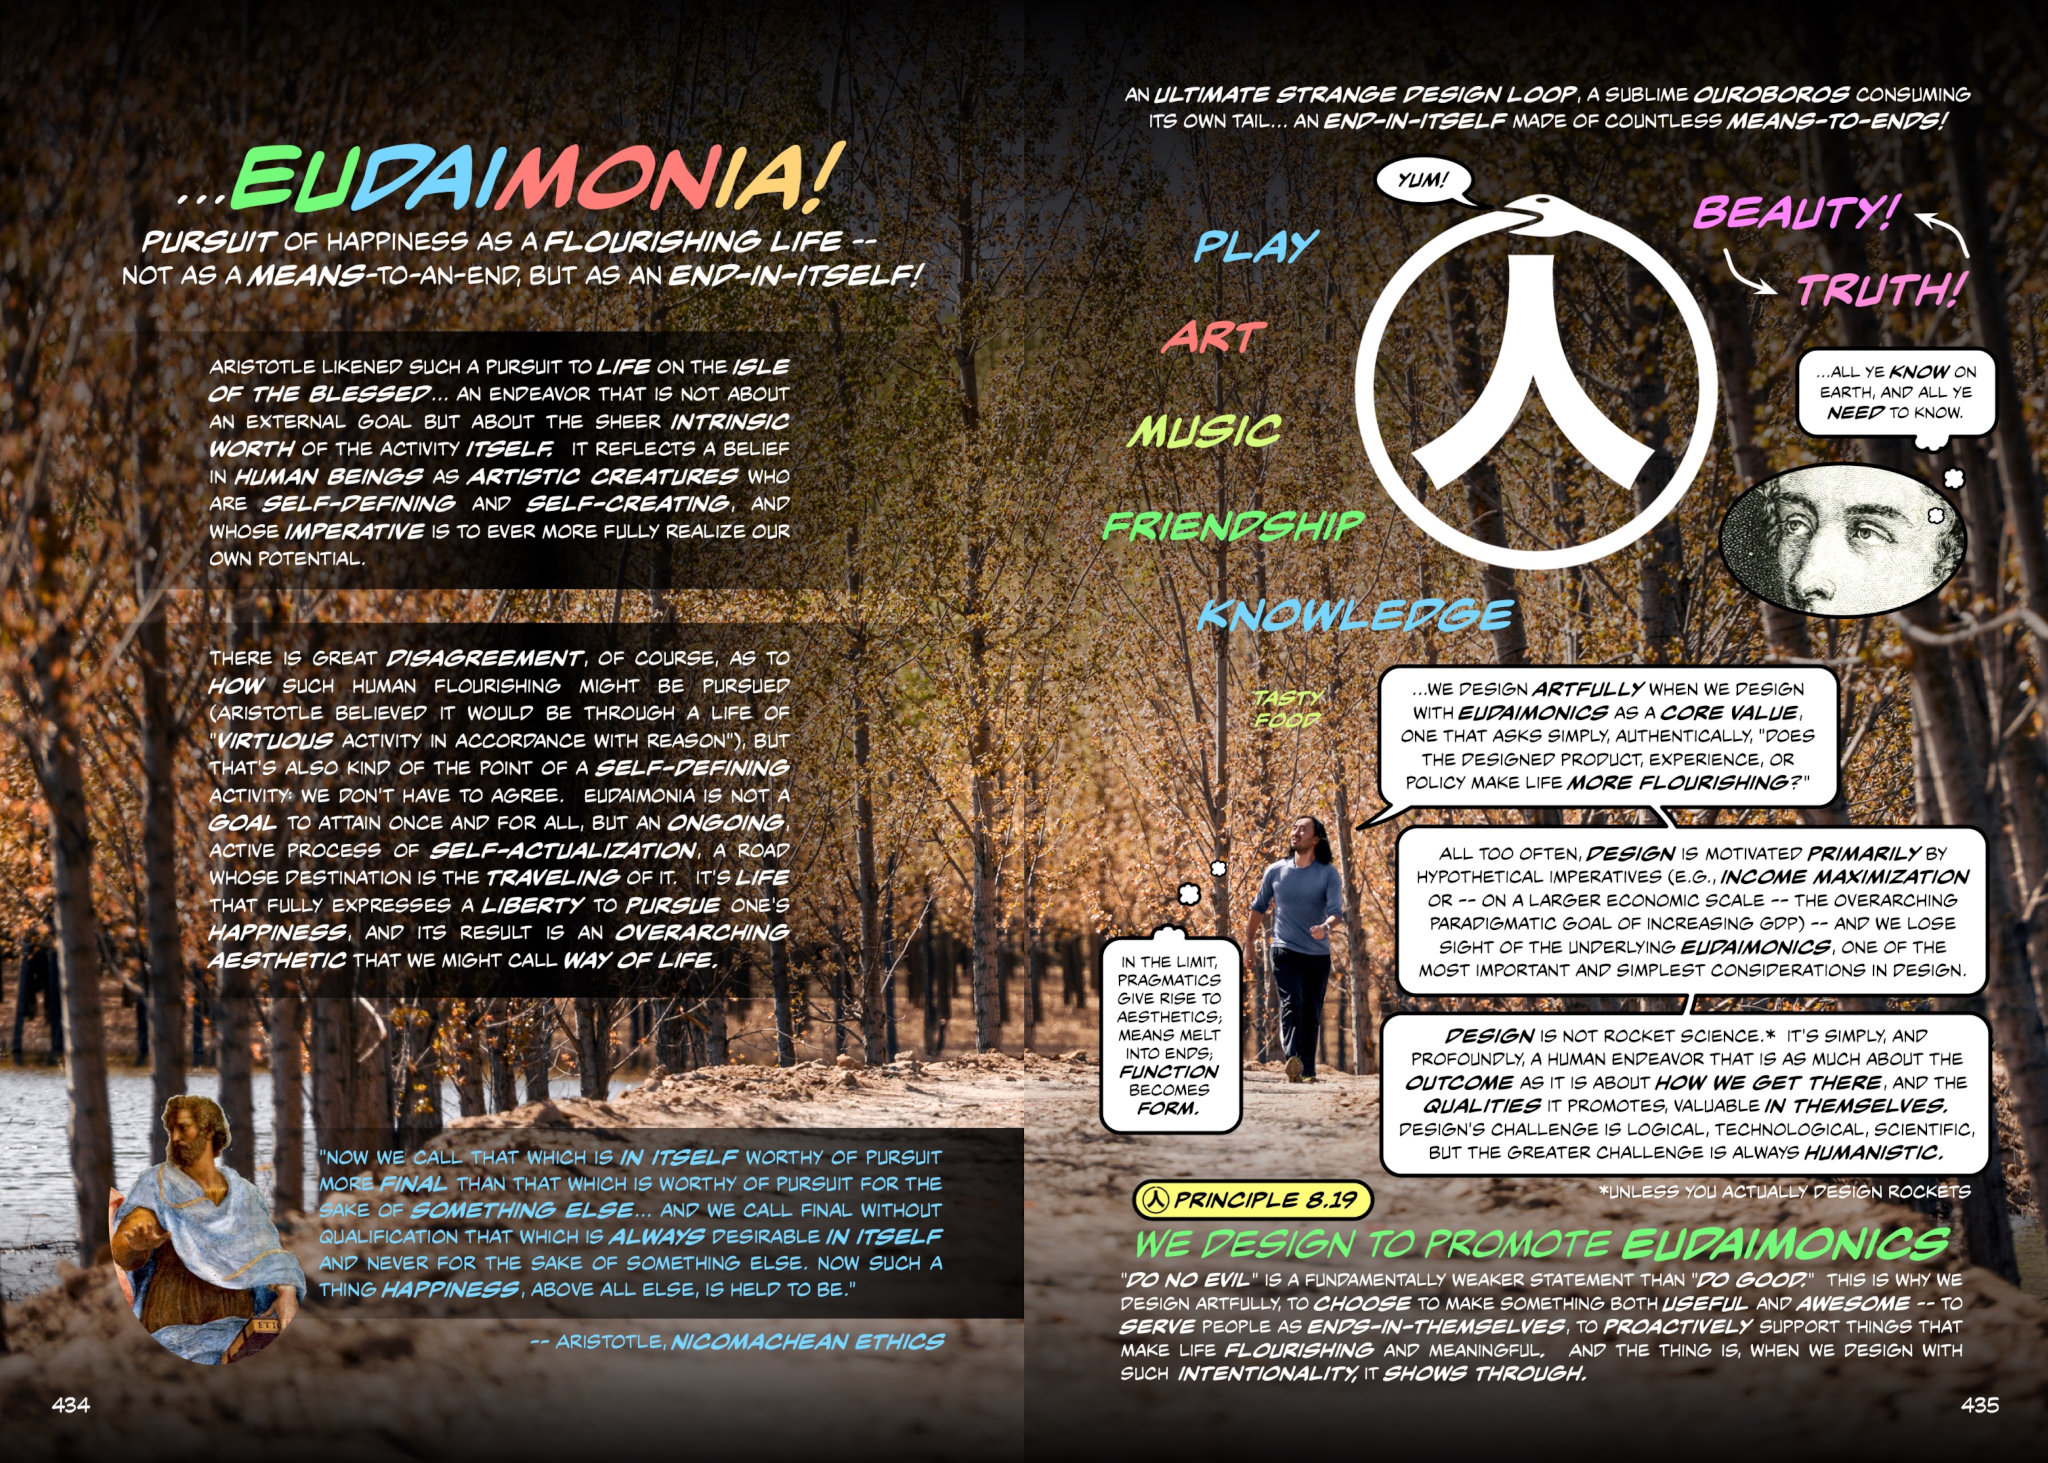 ...EUDAIMONIA!
PURSUIT OF HAPPINESS AS A FLOURISHING LIFE --
NOT AS A MEANS-TO-AN-END, BUT AS AN END-IN-ITSELF!
ARISTOTLE LIKENED SUCH A PURSUIT TO LIFE ON THE ISLE
OF THE BLESSED... AN ENDEAVOR THAT IS NOT ABOUT
AN EXTERNAL GOAL BUT ABOUT THE SHEER INTRINSIC
WORTH OF THE ACTIVITY ITSELF. IT REFLECTS A BELIEF
IN HUMAN BEINGS AS ARTISTIC CREATURES WHO
ARE SELF-DEFINING AND SELF-CREATING, AND
WHOSE IMPERATIVE IS TO EVER MORE FULLY REALIZE OUR
OWN POTENTIAL.
THERE IS GREAT DISAGREEMENT, OF COURSE, AS TO
HOW SUCH HUMAN FLOURISHING MIGHT BE PURSUED
(ARISTOTLE BELIEVED IT WOULD BE THROUGH A LIFE OF
"VIRTUOUS ACTIVITY IN ACCORDANCE WITH REASON"), BUT
THAT'S ALSO KIND OF THE POINT OF A SELF-DEFINING
ACTIVITY: WE DON'T HAVE TO AGREE. EUDAIMONIA IS NOT A
GOAL TO ATTAIN ONCE AND FOR ALL, BUT AN ONGOING,
ACTIVE PROCESS OF SELF-ACTUALIZATION, A ROAD
WHOSE DESTINATION IS THE TRAVELING OF IT. IT'S LIFE
THAT FULLY EXPRESSES A LIBERTY TO PURSUE ONE'S
HAPPINESS, AND ITS RESULT IS AN OVERARCHING
AESTHETIC THAT WE MIGHT CALL WAY OF LIFE.
"NOW WE CALL THAT WHICH IS IN ITSELF WORTHY OF PURSUIT
MORE FINAL THAN THAT WHICH IS WORTHY OF PURSUIT FOR THE
SAKE OF SOMETHING ELSE... AND WE CALL FINAL WITHOUT
QUALIFICATION THAT WHICH IS ALWAYS DESIRABLE IN ITSELF
AND NEVER FOR THE SAKE OF SOMETHING ELSE. NOW SUCH A
THING HAPPINESS, ABOVE ALL ELSE, IS HELD TO BE."
-- ARISTOTLE, NICOMACHEAN ETHICS
ETIC
434
AN ULTIMATE STRANGE DESIGN LOOP, A SUBLIME OUROBOROS CONSUMING
ITS OWN TAIL... AN END-IN-ITSELF MADE OF COUNTLESS MEANS-TO-ENDS!
YUM!
人
PLAY
ART
MUSIC
FRIENDSHIP
KNOWLEDGE
TASTY
FOOD
BEAUTY!
TRUTH!
...ALL YE KNOW ON
EARTH, AND ALL YE
NEED TO KNOW.
...WE DESIGN ARTFULLY WHEN WE DESIGN
WITH EUDAIMONICS AS A CORE VALUE,
ONE THAT ASKS SIMPLY, AUTHENTICALLY, "DOES
THE DESIGNED PRODUCT, EXPERIENCE, OR
POLICY MAKE LIFE MORE FLOURISHING?"
ALL TOO OFTEN, DESIGN IS MOTIVATED PRIMARILY BY
HYPOTHETICAL IMPERATIVES (E.G., INCOME MAXIMIZATION
OR -- ON A LARGER ECONOMIC SCALE -- THE OVERARCHING
PARADIGMATIC GOAL OF INCREASING GDP) -- AND WE LOSE
SIGHT OF THE UNDERLYING EUDAIMONICS, ONE OF THE
MOST IMPORTANT AND SIMPLEST CONSIDERATIONS IN DESIGN.
IN THE LIMIT,
PRAGMATICS
GIVE RISE TO
AESTHETICS;
MEANS MELT
INTO ENDS;
FUNCTION
BECOMES
FORM.
DESIGN IS NOT ROCKET SCIENCE.* IT'S SIMPLY, AND
PROFOUNDLY, A HUMAN ENDEAVOR THAT IS AS MUCH ABOUT THE
OUTCOME AS IT IS ABOUT HOW WE GET THERE, AND THE
QUALITIES IT PROMOTES, VALUABLE IN THEMSELVES.
DESIGN'S CHALLENGE IS LOGICAL, TECHNOLOGICAL, SCIENTIFIC,
BUT THE GREATER CHALLENGE IS ALWAYS HUMANISTIC.
*UNLESS YOU ACTUALLY DESIGN ROCKETS
人 PRINCIPLE 8.19
WE DESIGN TO PROMOTE EUDAIMONICS
"DO NO EVIL" IS A FUNDAMENTALLY WEAKER STATEMENT THAN "DO GOOD." THIS IS WHY WE
DESIGN ARTFULLY, TO CHOOSE TO MAKE SOMETHING BOTH USEFUL AND AWESOME -- TO
SERVE PEOPLE AS ENDS-IN-THEMSELVES, TO PROACTIVELY SUPPORT THINGS THAT
MAKE LIFE FLOURISHING AND MEANINGFUL. AND THE THING IS, WHEN WE DESIGN WITH
SUCH INTENTIONALITY, IT SHOWS THROUGH.
435